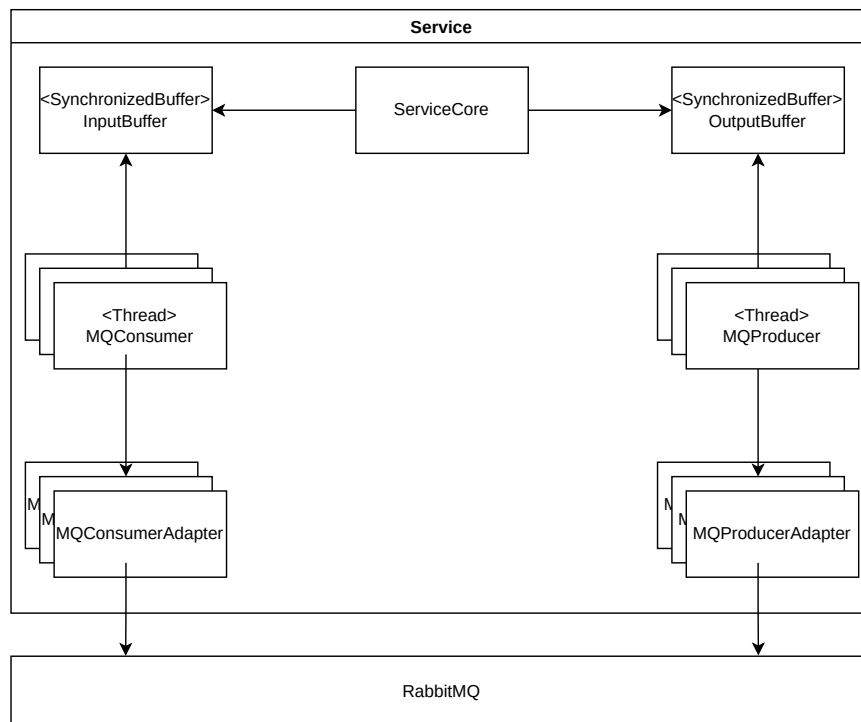 Service
<SynchronizedBuffer>
InputBuffer
ServiceCore
<SynchronizedBuffer>
OutputBuffer
<Thread>
MQConsumer
<Thread>
MQProducer
M
M
MQConsumerAdapter
M
M
MQProducerAdapter
RabbitMQ